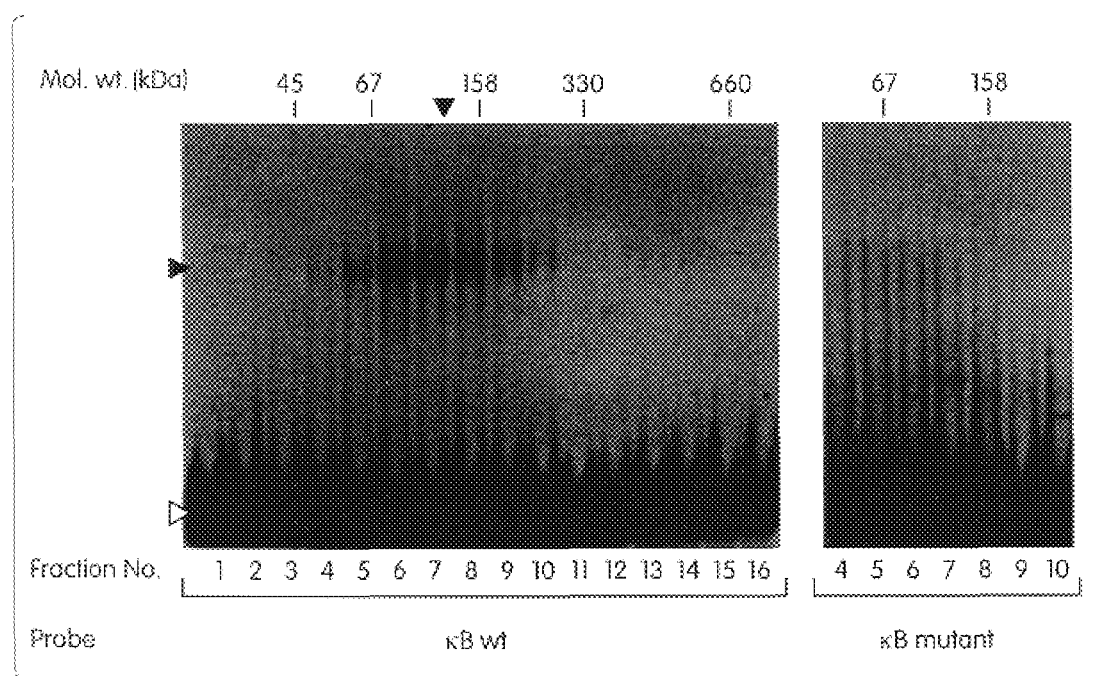 Mol. wt. (kDa) 45 67 158 330 660 67 158
Fraction No. 1 2 3 4 5 6 7 8 9 10 11 12 13 14 15 16 4 5 6 7 8 9 10
Probe κB wt κB mutant